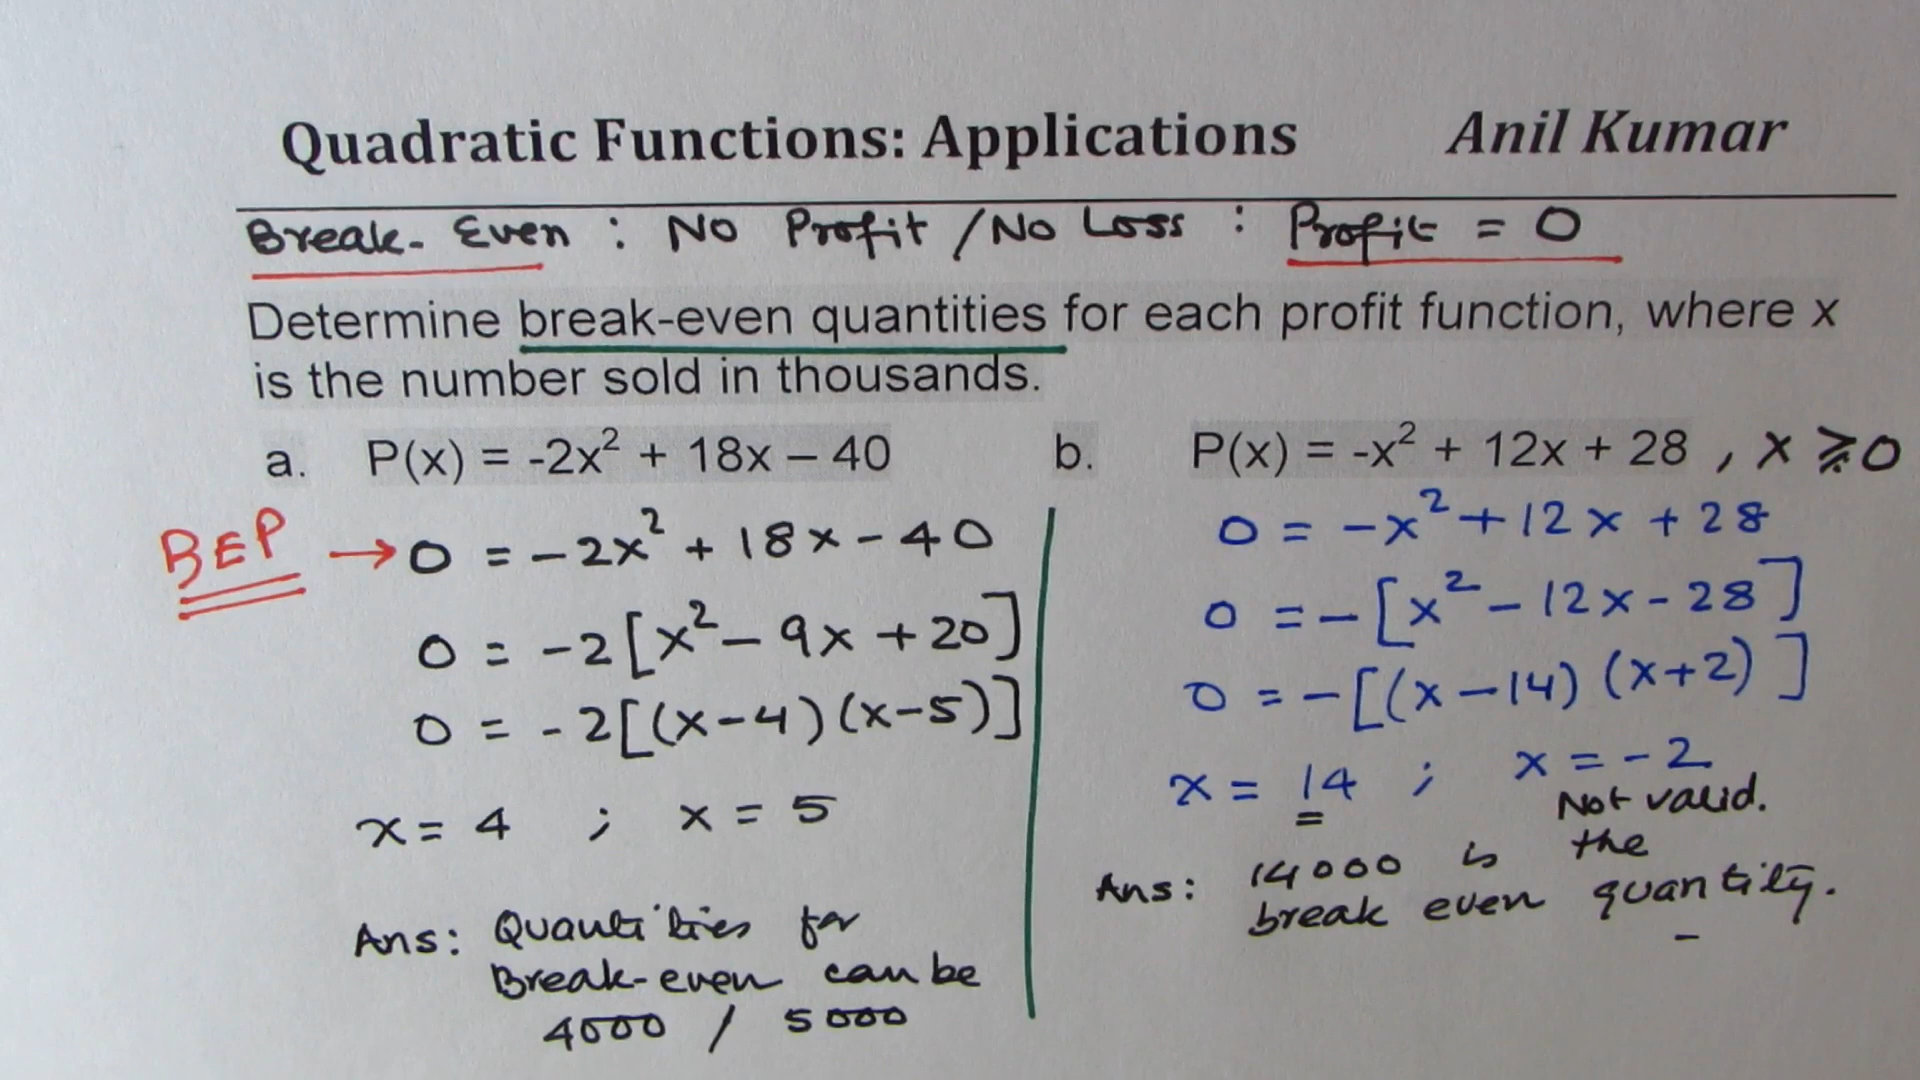 Quadratic Functions: Applications Anil Kumar
Break-Even : No Profit / No Loss : Profit = 0
Determine break-even quantities for each profit function, where x
is the number sold in thousands.
a. P(x) = -2x² + 18x – 40
BEP → 0 = -2x² + 18x - 40
0 = -2[x² - 9x + 20]
0 = -2[(x-4)(x-5)]
x = 4 ; x = 5
Ans: Quantities for
Break-even can be
4000 / 5000
b. P(x) = -x² + 12x + 28 , x ⩾ 0
0 = -x² + 12x + 28
0 = -[x² - 12x - 28]
0 = -[(x-14)(x+2)]
x = 14 ; x = -2
Not valid.
Ans: 14000 is the
break even quantity.